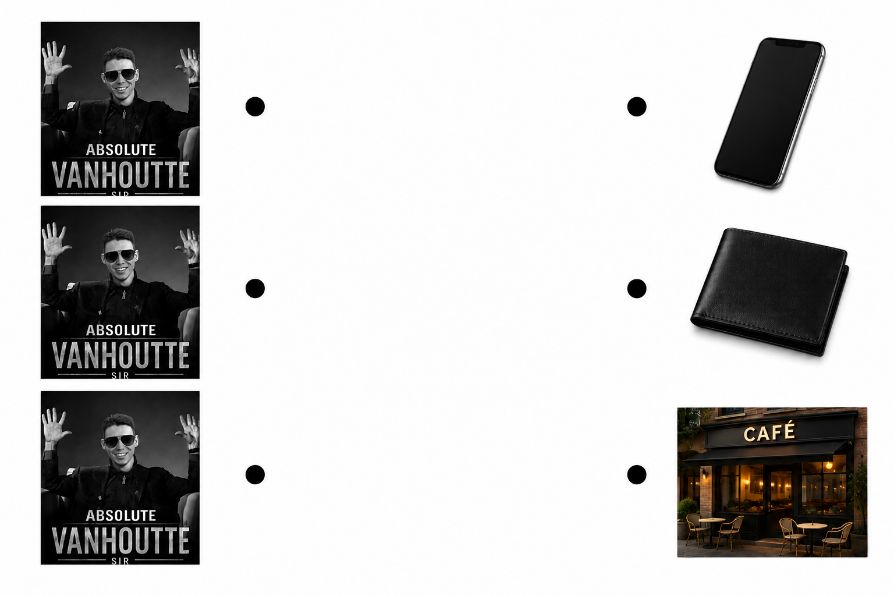 ABSOLUTE
VANHOUTTE
SIR
ABSOLUTE
VANHOUTTE
SIR
ABSOLUTE
VANHOUTTE
SIR
CAFÉ